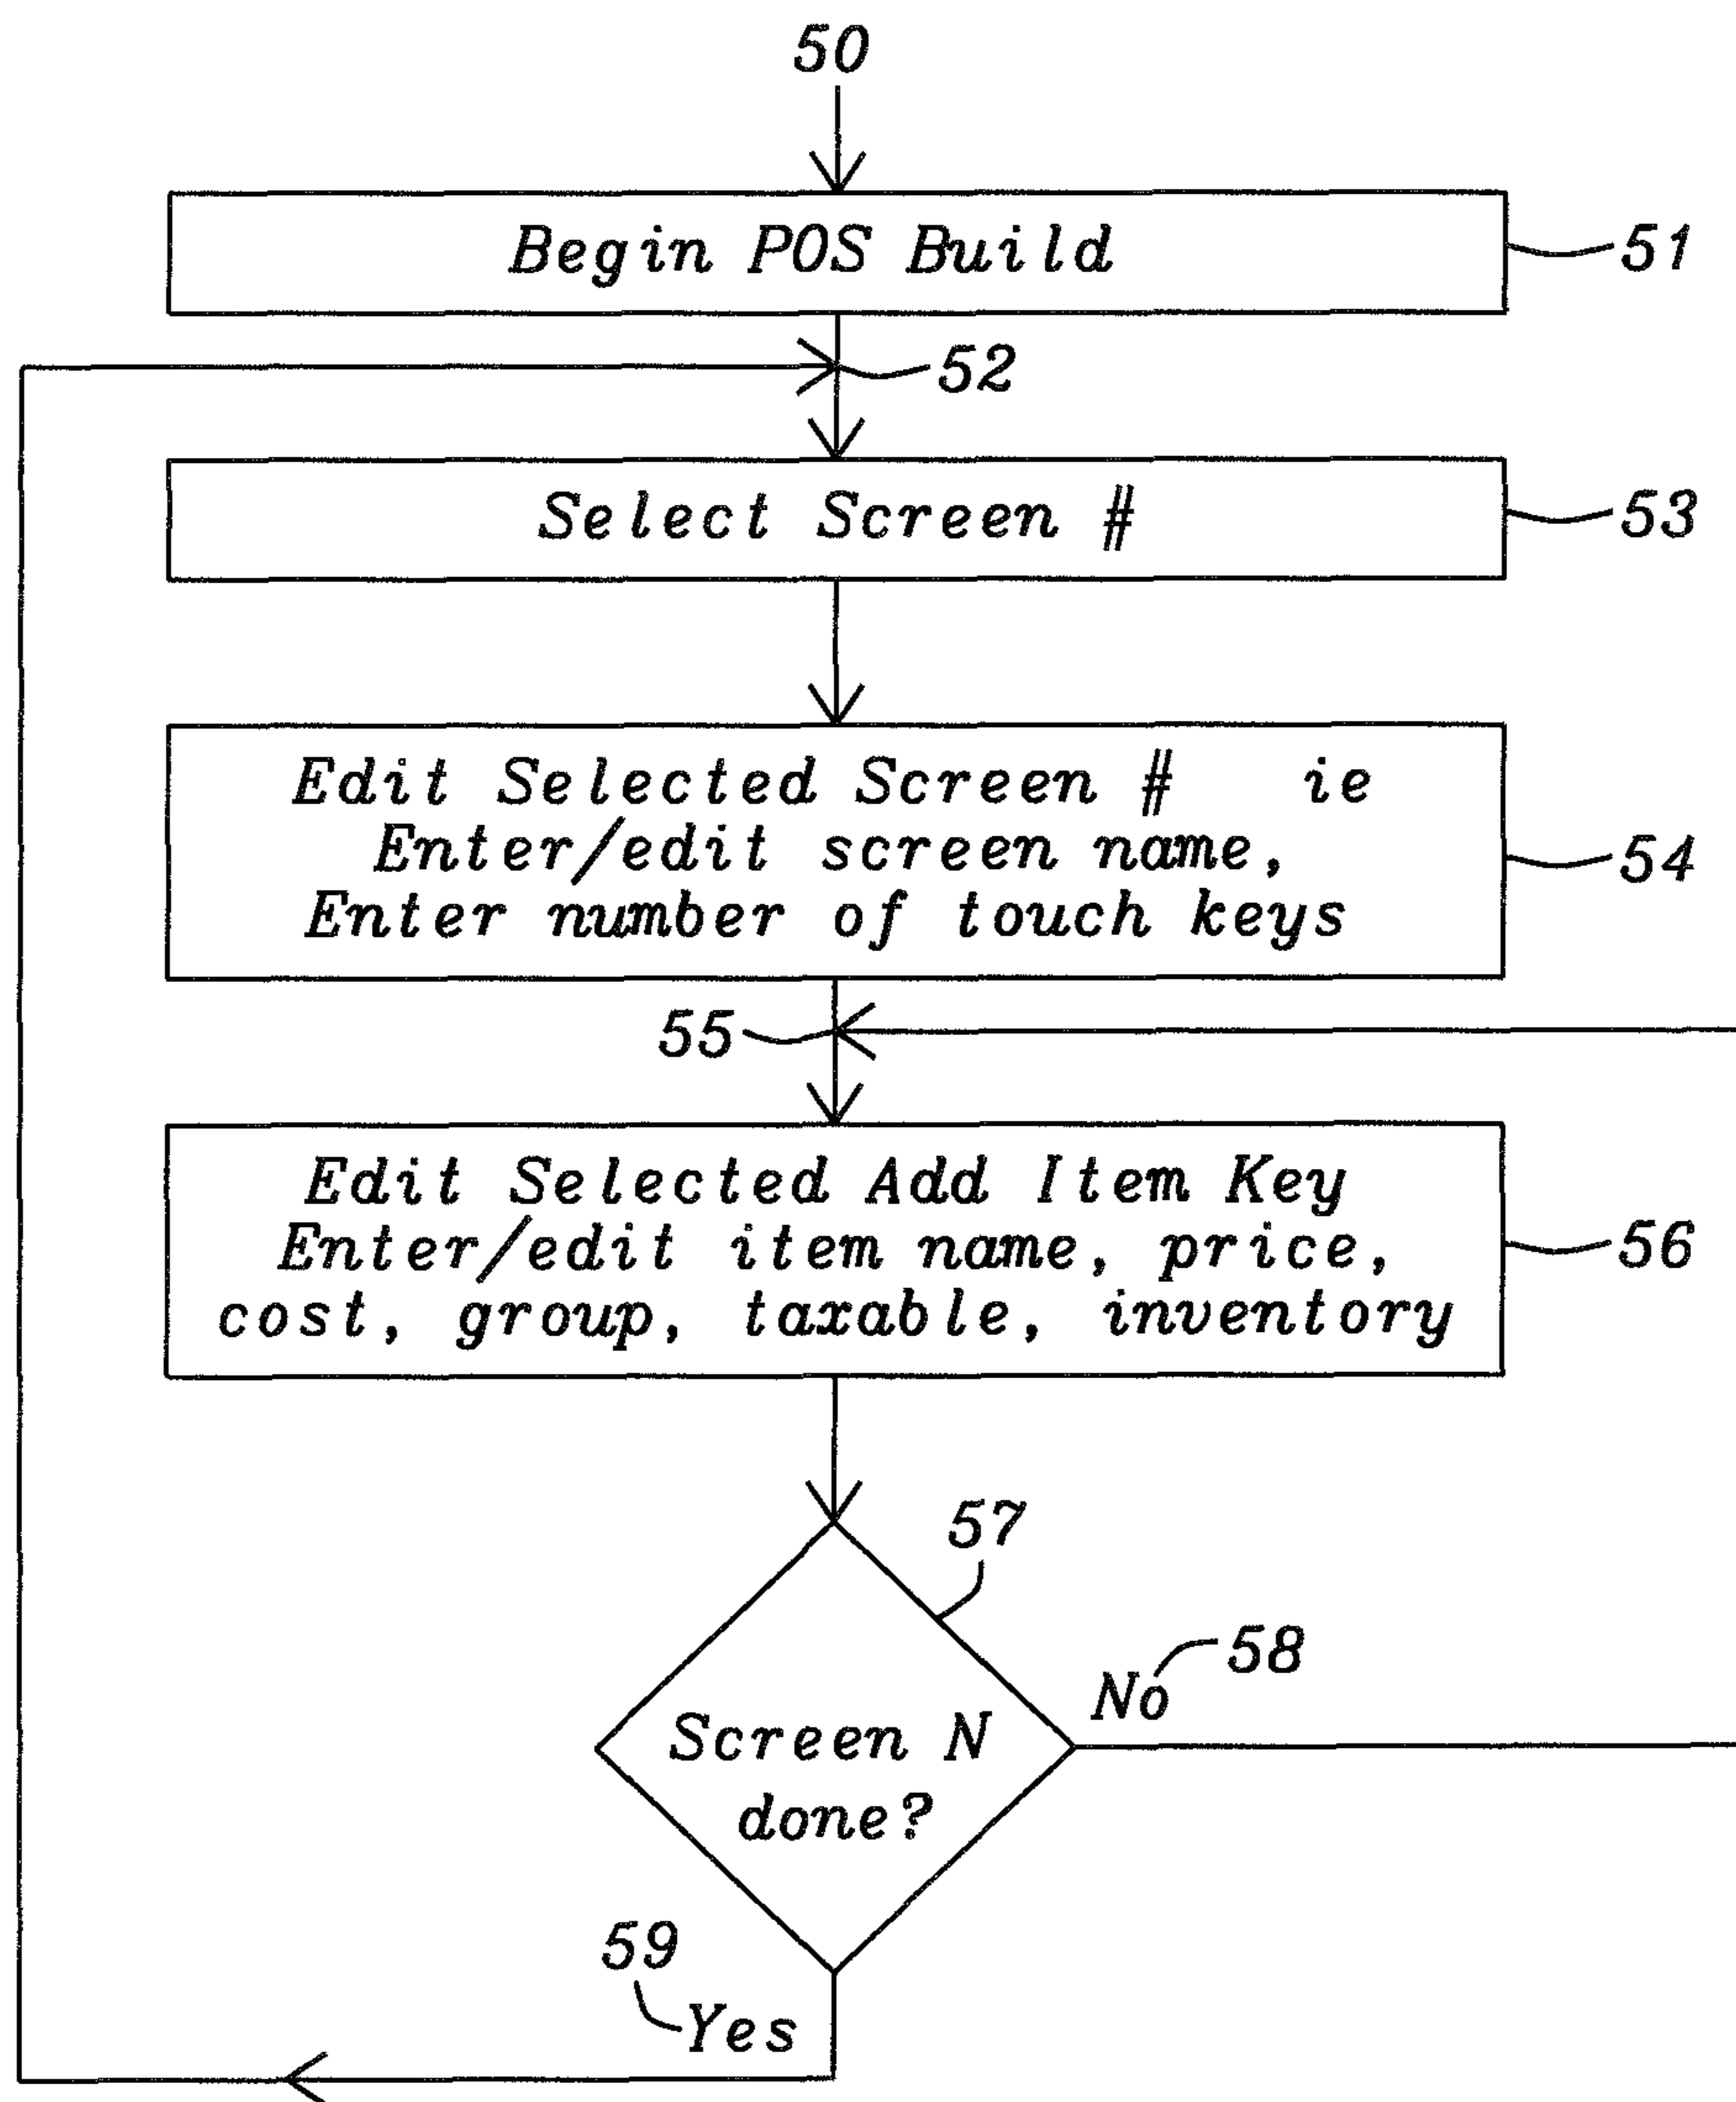 50
Begin POS Build
51
52
Select Screen #
53
Edit Selected Screen # ie
Enter/edit screen name,
Enter number of touch keys
54
55
Edit Selected Add Item Key
Enter/edit item name, price,
cost, group, taxable, inventory
56
57
58
No
Screen N
done?
59
Yes